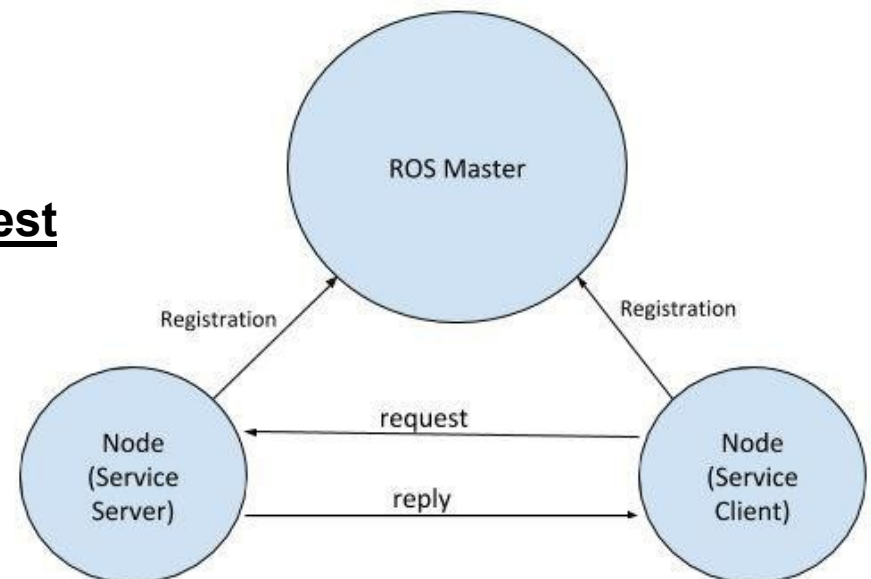 ROS Master
est
Registration
Registration
request
Node
(Service
Server)
Node
(Service
Client)
reply